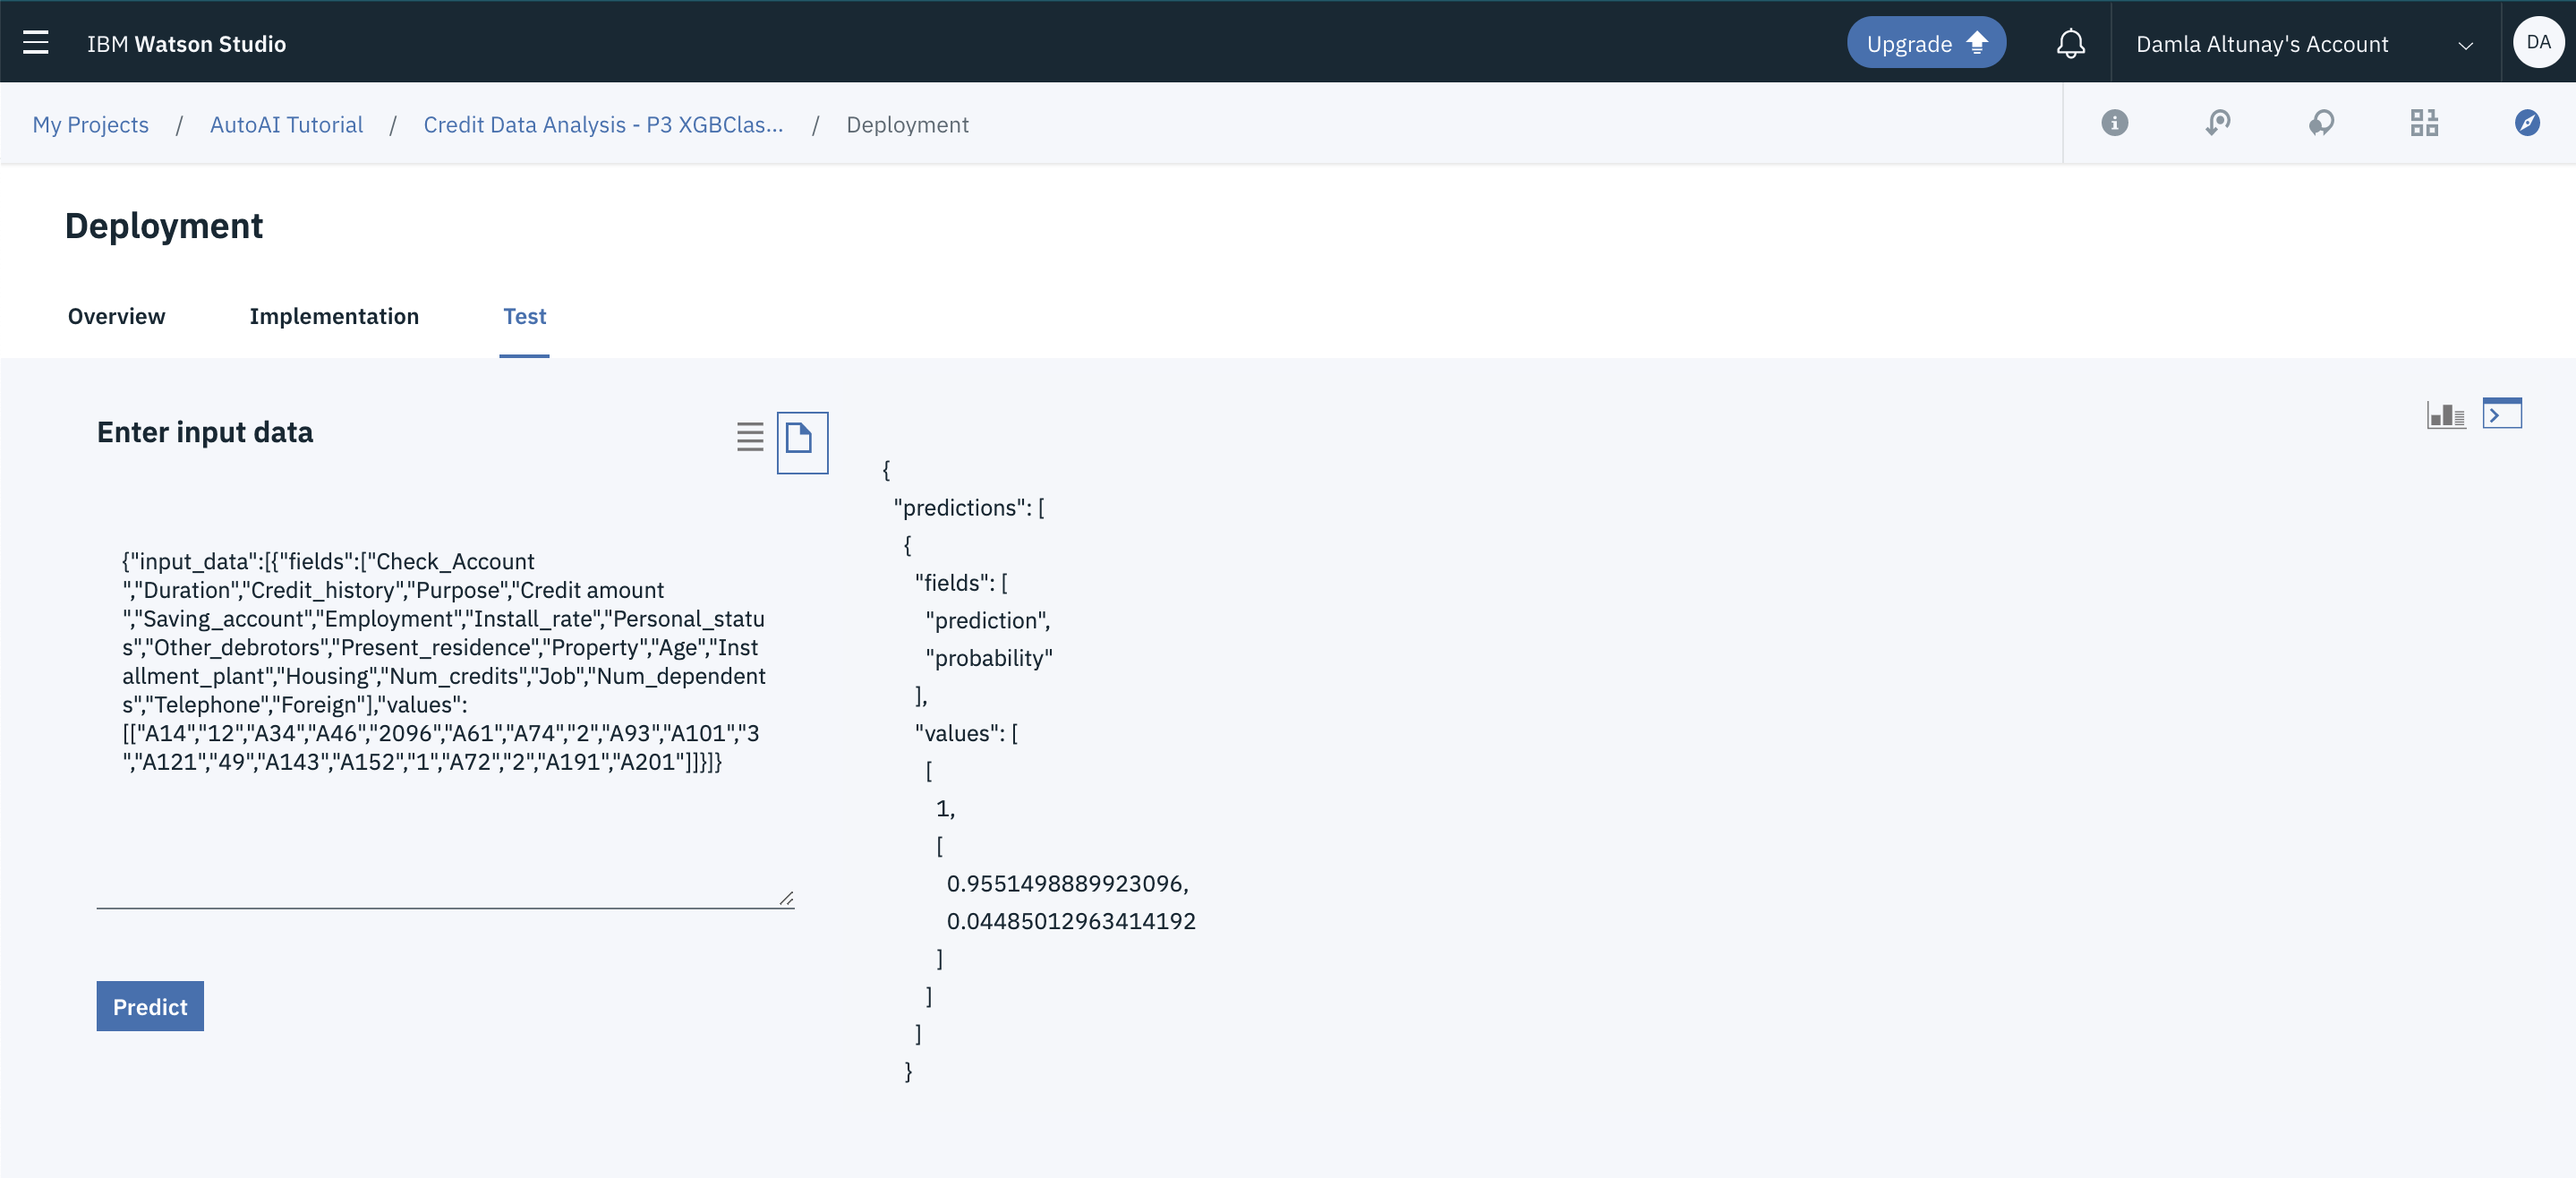 IBM Watson Studio
Upgrade
Damla Altunay's Account
DA
My Projects / AutoAI Tutorial / Credit Data Analysis - P3 XGBClas... / Deployment
Deployment
Overview
Implementation
Test
Enter input data
{"input_data":[{"fields":["Check_Account
","Duration","Credit_history","Purpose","Credit amount
","Saving_account","Employment","Install_rate","Personal_statu
s","Other_debrotors","Present_residence","Property","Age","Inst
allment_plant","Housing","Num_credits","Job","Num_dependent
s","Telephone","Foreign"],"values":
[["A14","12","A34","A46","2096","A61","A74","2","A93","A101","3
","A121","49","A143","A152","1","A72","2","A191","A201"]]}]}
Predict
{
"predictions": [
{
"fields": [
"prediction",
"probability"
],
"values": [
[
1,
[
0.9551498889923096,
0.04485012963414192
]
]
]
}